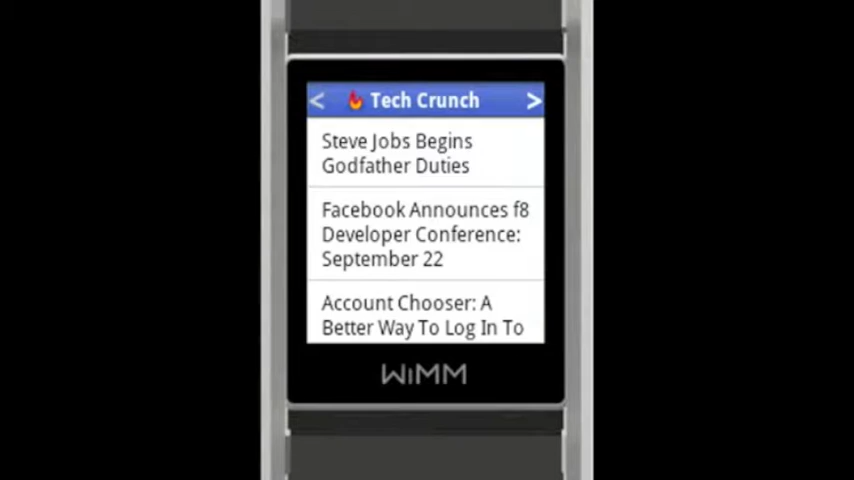 < Tech Crunch >
Steve Jobs Begins
Godfather Duties
Facebook Announces f8
Developer Conference:
September 22
Account Chooser: A
Better Way To Log In To
WIMM